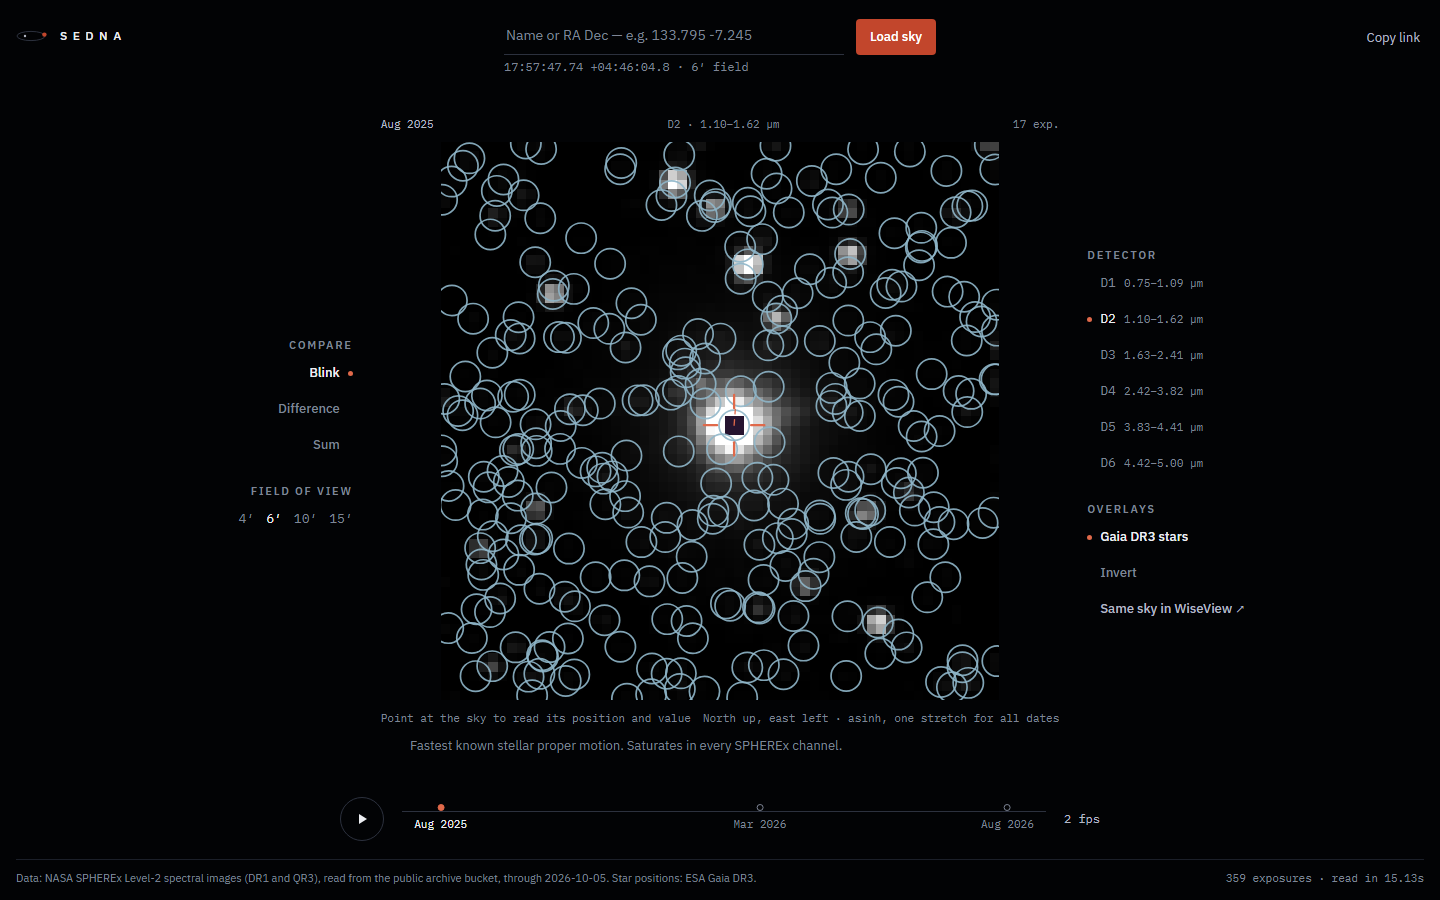 SEDNA
Name or RA Dec — e.g. 133.795 -7.245
Load sky
Copy link
17:57:47.74 +04:46:04.8 · 6′ field
Aug 2025
D2 · 1.10–1.62 µm
17 exp.
COMPARE
Blink
Difference
Sum
FIELD OF VIEW
4′ 6′ 10′ 15′
DETECTOR
D1 0.75–1.09 µm
D2 1.10–1.62 µm
D3 1.63–2.41 µm
D4 2.42–3.82 µm
D5 3.83–4.41 µm
D6 4.42–5.00 µm
OVERLAYS
Gaia DR3 stars
Invert
Same sky in WiseView ↗
Point at the sky to read its position and value
North up, east left · asinh, one stretch for all dates
Fastest known stellar proper motion. Saturates in every SPHEREx channel.
Aug 2025
Mar 2026
Aug 2026
2 fps
Data: NASA SPHEREx Level-2 spectral images (DR1 and QR3), read from the public archive bucket, through 2026-10-05. Star positions: ESA Gaia DR3.
359 exposures · read in 15.13s